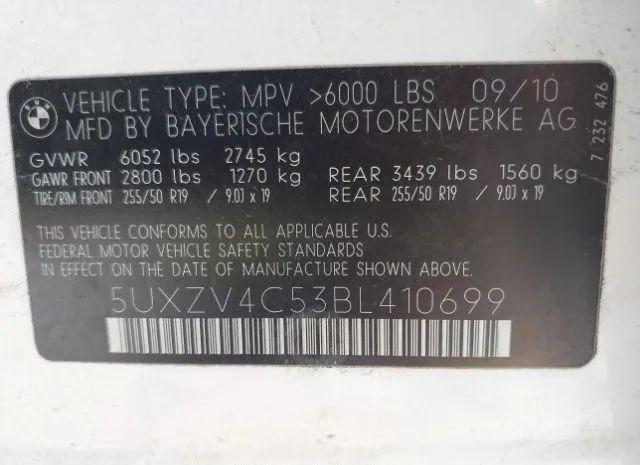 BMW
VEHICLE TYPE: MPV >6000 LBS 09/10
MFD BY BAYERISCHE MOTORENWERKE AG
GVWR 6052 lbs 2745 kg
GAWR FRONT 2800 lbs 1270 kg REAR 3439 lbs 1560 kg
TIRE/RIM FRONT 255/50 R19 / 9.0J x 19 REAR 255/50 R19 / 9.0J x 19
THIS VEHICLE CONFORMS TO ALL APPLICABLE U.S.
FEDERAL MOTOR VEHICLE SAFETY STANDARDS
IN EFFECT ON THE DATE OF MANUFACTURE SHOWN ABOVE.
5UXZV4C53BL410699
7 232 476